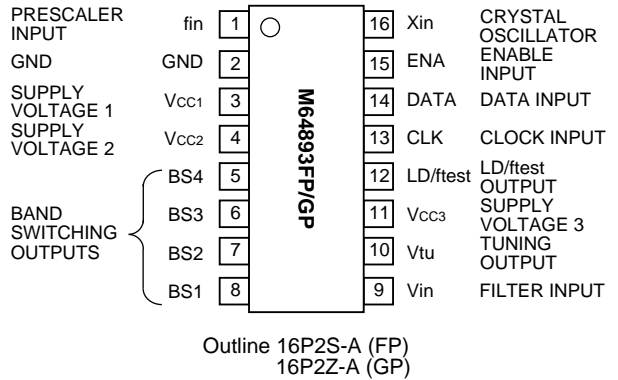 PRESCALER
INPUT
fin 1
16 Xin
CRYSTAL
OSCILLATOR
GND
GND 2
15 ENA
ENABLE
INPUT
SUPPLY
VOLTAGE 1
VCC1 3
14 DATA
DATA INPUT
SUPPLY
VOLTAGE 2
VCC2 4
13 CLK
CLOCK INPUT
BS4 5
12 LD/ftest
LD/ftest
OUTPUT
BAND
SWITCHING
OUTPUTS
BS3 6
11 VCC3
SUPPLY
VOLTAGE 3
BS2 7
10 Vtu
TUNING
OUTPUT
BS1 8
9 Vin
FILTER INPUT
M64893FP/GP
Outline 16P2S-A (FP)
16P2Z-A (GP)